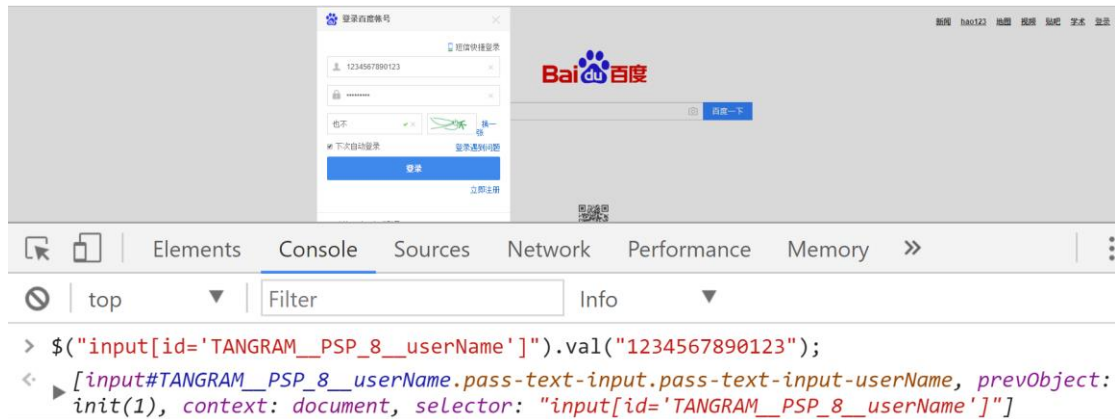 登录百度帐号
新闻 hao123 地图 视频 贴吧 学术 登录
短信快捷登录
1234567890123
Baidu百度
百度一下
也不
换一张
下次自动登录
登录遇到问题
登录
立即注册
Elements Console Sources Network Performance Memory
top Filter Info
> $("input[id='TANGRAM__PSP_8__userName']").val("1234567890123");
[input#TANGRAM__PSP_8__userName.pass-text-input.pass-text-input-userName, prevObject:
init(1), context: document, selector: "input[id='TANGRAM__PSP_8__userName']"]